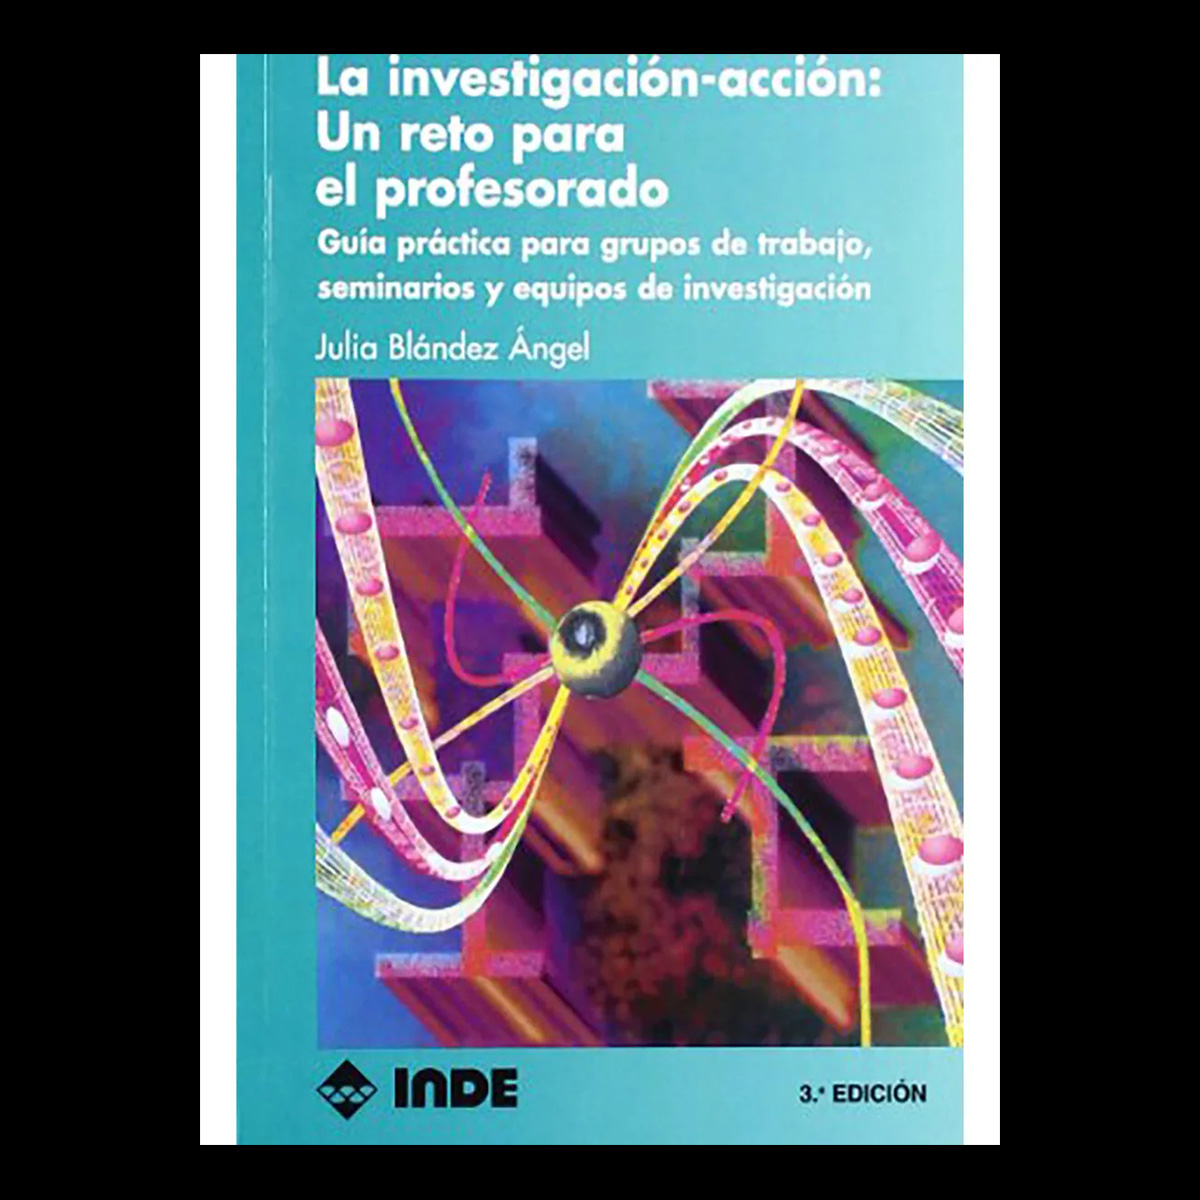 La investigación-acción:
Un reto para
el profesorado
Guía práctica para grupos de trabajo,
seminarios y equipos de investigación
Julia Blández Ángel
INDE
3.ª EDICIÓN